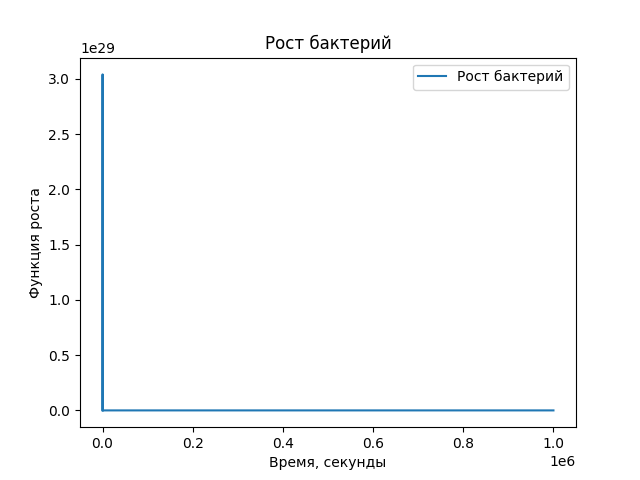 Рост бактерий
1e29
Рост бактерий
3.0
2.5
2.0
1.5
1.0
0.5
0.0
Функция роста
0.0 0.2 0.4 0.6 0.8 1.0
Время, секунды
1e6